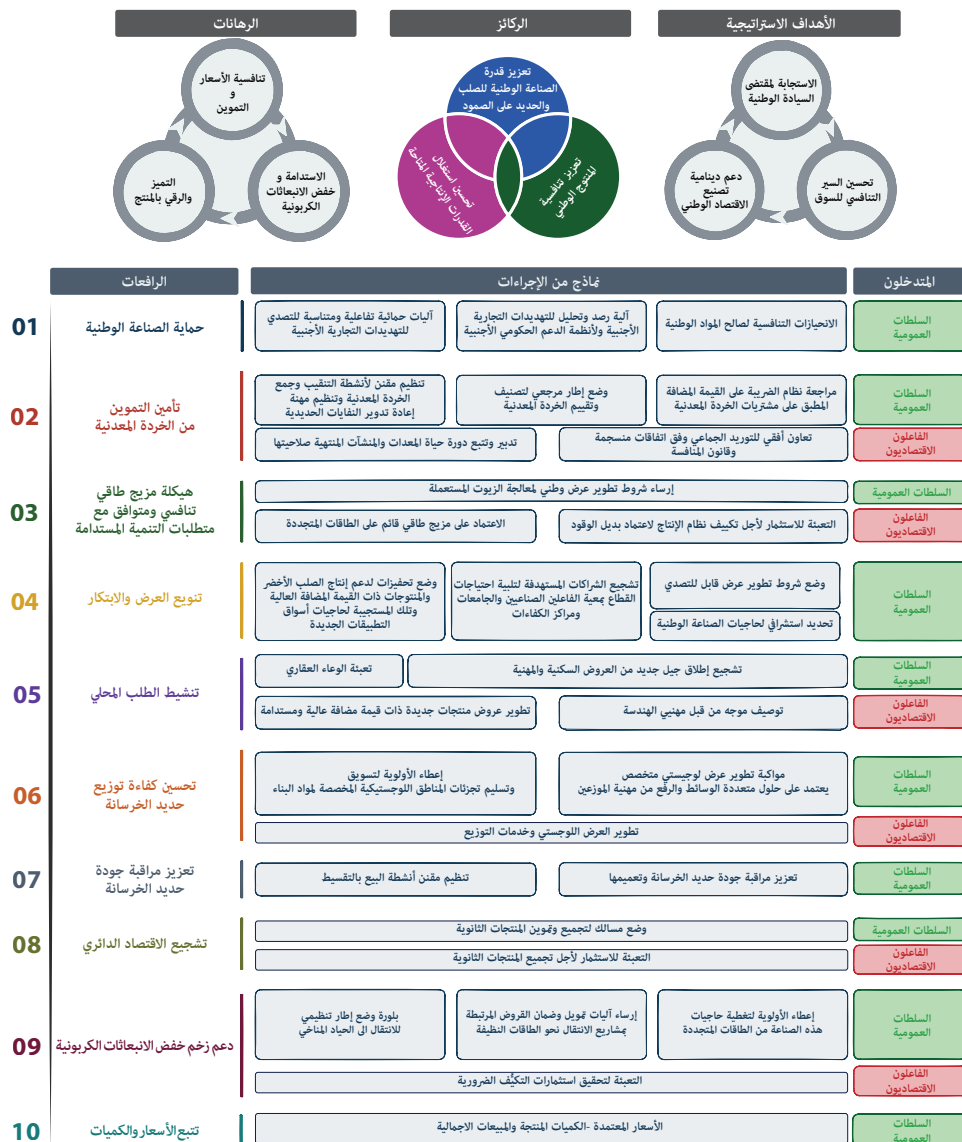 الأهداف الاستراتيجية
الركائز
الرهانات
الاستجابة لمقتضى
السيادة الوطنية
تحسين السير
التنافسي للسوق
دعم دينامية
تصنيع
الاقتصاد الوطني
تعزيز قدرة
الصناعة الوطنية للصلب
والحديد على الصمود
تعزيز تنافسية
المنتوج الوطني
تحسين استغلال
القدرات الإنتاجية المتاحة
تنافسية الأسعار
و
التموين
الاستدامة و
خفض الانبعاثات
الكربونية
التميز
والرقي بالمنتج
المتدخلون
نماذج من الإجراءات
الرافعات
السلطات
العمومية
الانحيازات التنافسية لصالح المواد الوطنية
آلية رصد وتحليل للتهديدات التجارية
الأجنبية ولأنظمة الدعم الحكومي الأجنبية
آليات حمائية تفاعلية ومتناسبة للتصدي
للتهديدات التجارية الأجنبية
حماية الصناعة الوطنية
01
السلطات
العمومية
مراجعة نظام الضريبة على القيمة المضافة
المطبق على مشتريات الخردة المعدنية
وضع إطار مرجعي لتصنيف
وتقييم الخردة المعدنية
تنظيم مقنن لأنشطة التنقيب وجمع
الخردة المعدنية وتنظيم مهنة
إعادة تدوير النفايات الحديدية
الفاعلون
الاقتصاديون
تعاون أفقي للتوريد الجماعي وفق اتفاقات منسجمة
وقانون المنافسة
تدبير وتتبع دورة حياة المعدات والمنشآت المنتهية صلاحيتها
تأمين التموين
من الخردة المعدنية
02
السلطات العمومية
إرساء شروط تطوير عرض وطني لمعالجة الزيوت المستعملة
الفاعلون
الاقتصاديون
التعبئة للاستثمار لأجل تكييف نظام الإنتاج لاعتماد بديل الوقود
الاعتماد على مزيج طاقي قائم على الطاقات المتجددة
هيكلة مزيج طاقي
تنافسي ومتوافق مع
متطلبات التنمية المستدامة
03
السلطات
العمومية
وضع شروط تطوير عرض قابل للتصدي
تحديد استشرافي لحاجيات الصناعة الوطنية
تشجيع الشراكات المستهدفة لتلبية احتياجات
القطاع بمعية الفاعلين الصناعيين والجامعات
ومراكز الكفاءات
وضع تحفيزات لدعم إنتاج الصلب الأخضر
والمنتوجات ذات القيمة المضافة العالية
وتلك المستجيبة لحاجيات أسواق
التطبيقات الجديدة
تنويع العرض والابتكار
04
السلطات
العمومية
تشجيع إطلاق جيل جديد من العروض السكنية والمهنية
تعبئة الوعاء العقاري
الفاعلون
الاقتصاديون
توصيف موجه من قبل مهنيي الهندسة
تطوير عروض منتجات جديدة ذات قيمة مضافة عالية ومستدامة
تنشيط الطلب المحلي
05
السلطات
العمومية
مواكبة تطوير عرض لوجيستي متخصص
يعتمد على حلول متعددة الوسائط والرفع من مهنية الموزعين
إعطاء الأولوية لتسويق
وتسليم تجزئات المناطق اللوجستيكية المخصصة لمواد البناء
الفاعلون
الاقتصاديون
تطوير العرض اللوجستي وخدمات التوزيع
تحسين كفاءة توزيع
حديد الخرسانة
06
السلطات
العمومية
تعزيز مراقبة جودة حديد الخرسانة وتعميمها
تنظيم مقنن أنشطة البيع بالتقسيط
تعزيز مراقبة جودة
حديد الخرسانة
07
السلطات العمومية
وضع مسالك لتجميع وتموين المنتجات الثانوية
الفاعلون
الاقتصاديون
التعبئة للاستثمار لأجل تجميع المنتجات الثانوية
تشجيع الاقتصاد الدائري
08
السلطات
العمومية
إعطاء الأولوية لتغطية حاجيات
هذه الصناعة من الطاقات المتجددة
إرساء آليات تمويل وضمان القروض المرتبطة
بمشاريع الانتقال نحو الطاقات النظيفة
بلورة وضع إطار تنظيمي
للانتقال الى الحياد المناخي
الفاعلون
الاقتصاديون
التعبئة لتحقيق استثمارات التكيُّف الضرورية
دعم زخم خفض الانبعاثات الكربونية
09
السلطات
العمومية
الأسعار المعتمدة -الكميات المنتجة والمبيعات الاجمالية
تتبع الأسعار والكميات
10